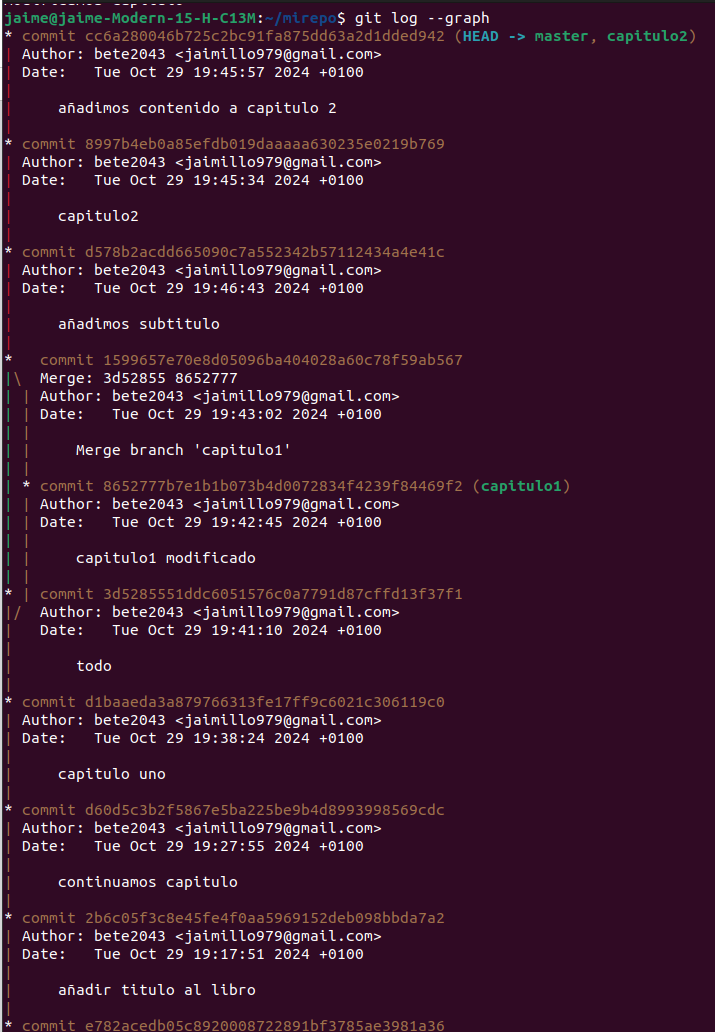 jaime@jaime-Modern-15-H-C13M:~/mirepo$ git log --graph
* commit cc6a280046b725c2bc91fa875dd63a2d1dded942 (HEAD -> master, capitulo2)
| Author: bete2043 <jaimillo979@gmail.com>
| Date:   Tue Oct 29 19:45:57 2024 +0100
|
|     añadimos contenido a capitulo 2
|
* commit 8997b4eb0a85efdb019daaaaa630235e0219b769
| Author: bete2043 <jaimillo979@gmail.com>
| Date:   Tue Oct 29 19:45:34 2024 +0100
|
|     capitulo2
|
* commit d578b2acdd665090c7a552342b57112434a4e41c
| Author: bete2043 <jaimillo979@gmail.com>
| Date:   Tue Oct 29 19:46:43 2024 +0100
|
|     añadimos subtitulo
|
*   commit 1599657e70e8d05096ba404028a60c78f59ab567
|\  Merge: 3d52855 8652777
| | Author: bete2043 <jaimillo979@gmail.com>
| | Date:   Tue Oct 29 19:43:02 2024 +0100
| |
| |     Merge branch 'capitulo1'
| |
| * commit 8652777b7e1b1b073b4d0072834f4239f84469f2 (capitulo1)
| | Author: bete2043 <jaimillo979@gmail.com>
| | Date:   Tue Oct 29 19:42:45 2024 +0100
| |
| |     capitulo1 modificado
| |
* | commit 3d5285551ddc6051576c0a7791d87cffd13f37f1
|/  Author: bete2043 <jaimillo979@gmail.com>
|   Date:   Tue Oct 29 19:41:10 2024 +0100
|
|       todo
|
* commit d1baaeda3a879766313fe17ff9c6021c306119c0
| Author: bete2043 <jaimillo979@gmail.com>
| Date:   Tue Oct 29 19:38:24 2024 +0100
|
|     capitulo uno
|
* commit d60d5c3b2f5867e5ba225be9b4d8993998569cdc
| Author: bete2043 <jaimillo979@gmail.com>
| Date:   Tue Oct 29 19:27:55 2024 +0100
|
|     continuamos capitulo
|
* commit 2b6c05f3c8e45fe4f0aa5969152deb098bbda7a2
| Author: bete2043 <jaimillo979@gmail.com>
| Date:   Tue Oct 29 19:17:51 2024 +0100
|
|     añadir titulo al libro
|
* commit e782acedb05c8920008722891bf3785ae3981a36